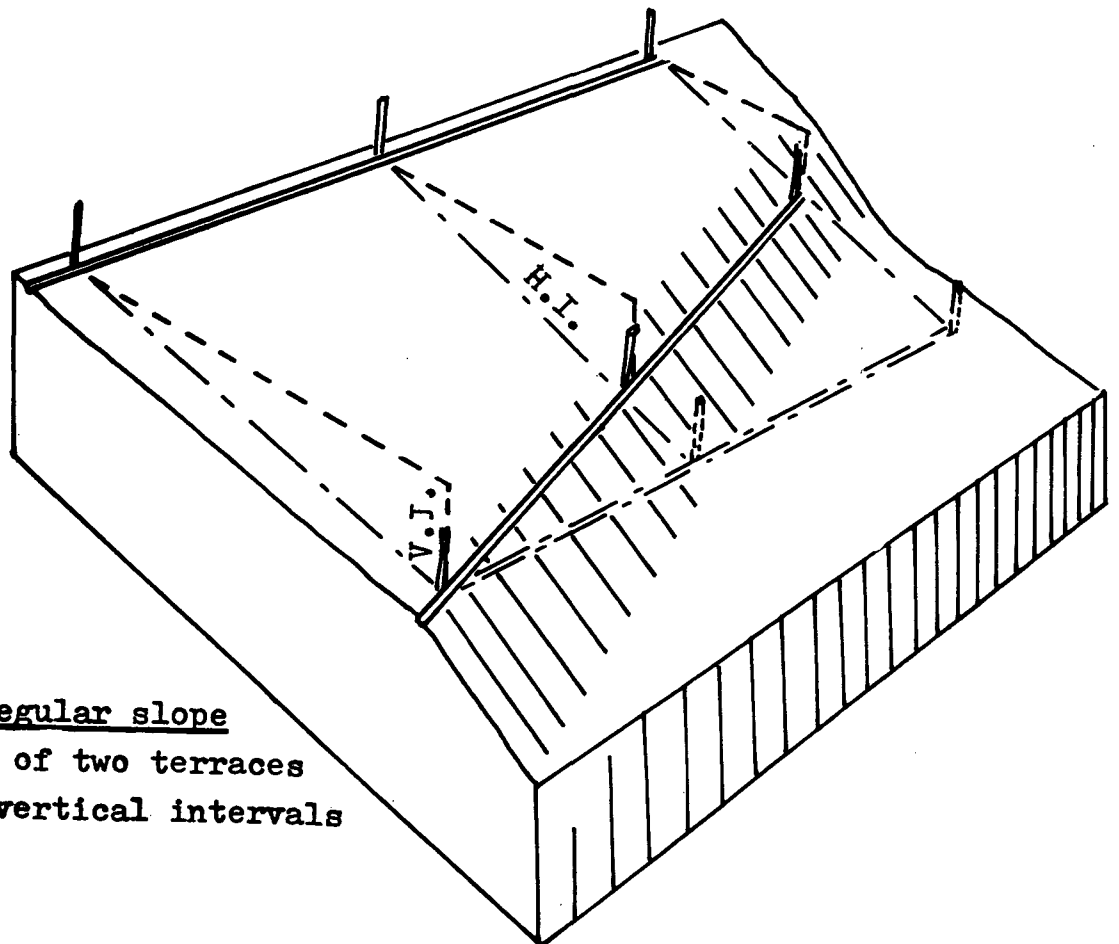 H.I.
V.J.
egular slope
of two terraces
vertical intervals